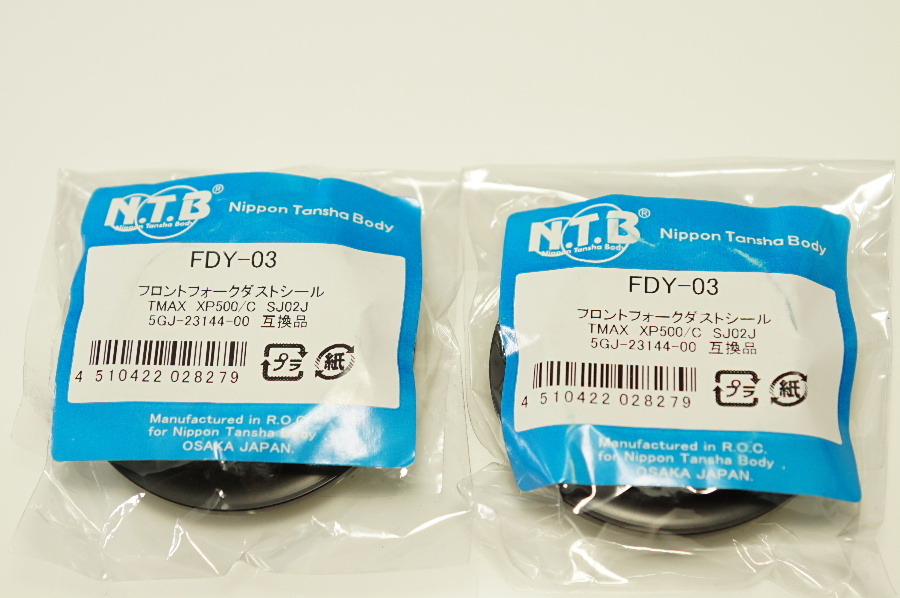 N.T.B® Nippon Tansha Body
Nippon Tansha Body
FDY-03
フロントフォークダストシール
TMAX XP500/C SJ02J
5GJ-23144-00 互換品
4 510422 028279
プラ 紙
Manufactured in R.O.C.
for Nippon Tansha Body
OSAKA JAPAN.
N.T.B® Nippon Tansha Body
Nippon Tansha Body
FDY-03
フロントフォークダストシール
TMAX XP500/C SJ02J
5GJ-23144-00 互換品
4 510422 028279
プラ 紙
Manufactured in R.O.C.
for Nippon Tansha Body
OSAKA JAPAN.